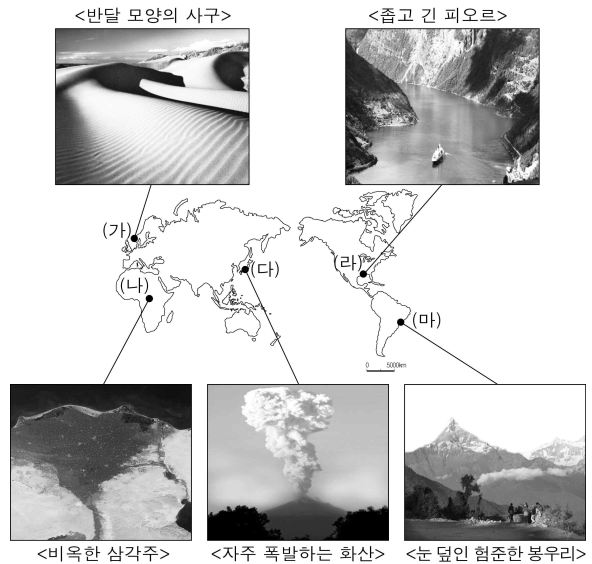 <반달 모양의 사구>
<좁고 긴 피오르>
(가)
(나)
(다)
(라)
(마)
0 5000km
<비옥한 삼각주>
<자주 폭발하는 화산>
<눈 덮인 험준한 봉우리>